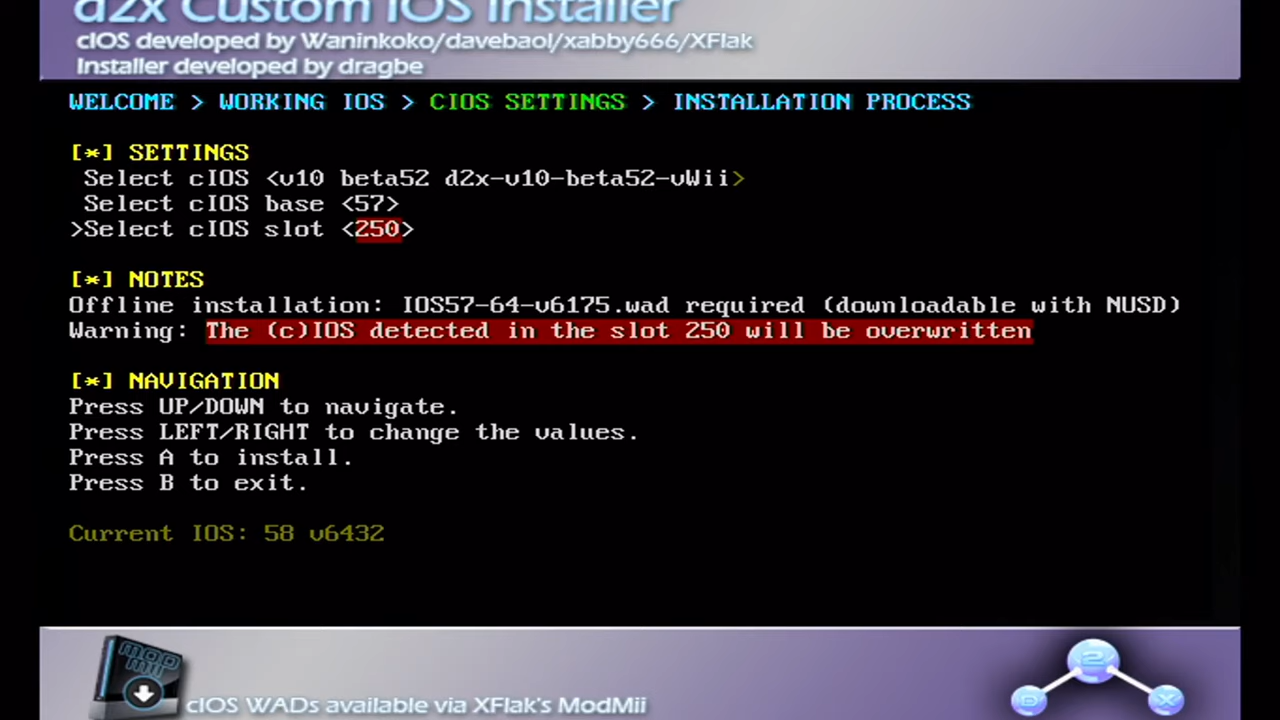 d2x Custom IOS Installer
cIOS developed by Waninkoko/davebaol/xabby666/XFlak
Installer developed by dragbe
WELCOME > WORKING IOS > CIOS SETTINGS > INSTALLATION PROCESS
[*] SETTINGS
Select cIOS <v10 beta52 d2x-v10-beta52-vWii>
Select cIOS base <57>
>Select cIOS slot <250>
[*] NOTES
Offline installation: IOS57-64-v6175.wad required (downloadable with NUSD)
Warning: The (c)IOS detected in the slot 250 will be overwritten
[*] NAVIGATION
Press UP/DOWN to navigate.
Press LEFT/RIGHT to change the values.
Press A to install.
Press B to exit.
Current IOS: 58 v6432
MOD
MII
2
cIOS WADs available via XFlak's ModMii
D X